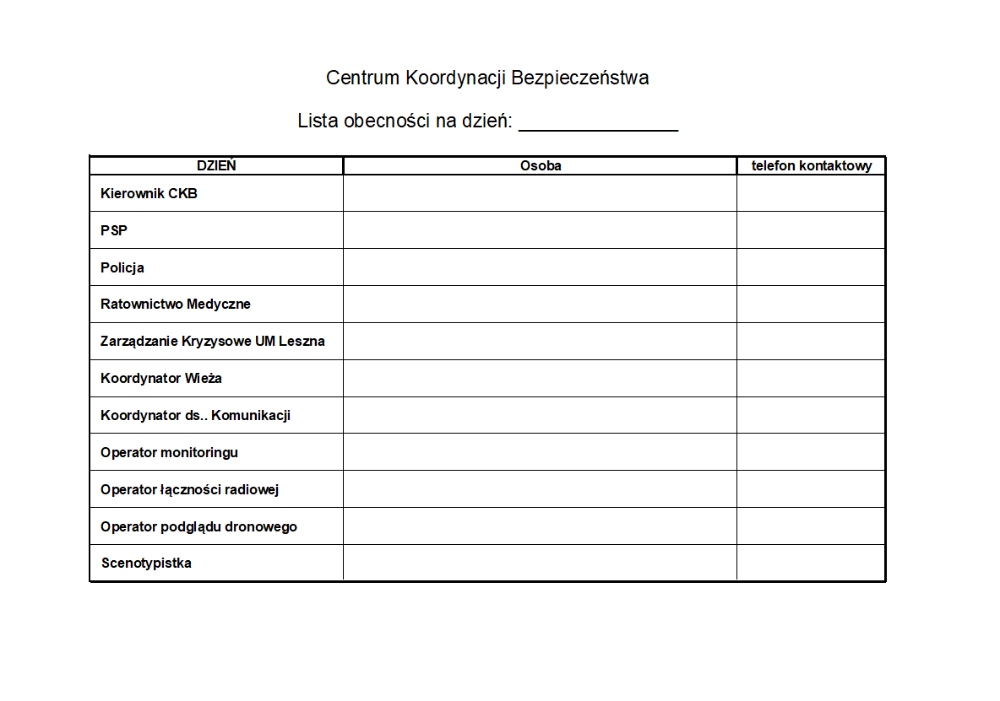 Centrum Koordynacji Bezpieczeństwa
Lista obecności na dzień: _______________
DZIEŃ Osoba telefon kontaktowy
Kierownik CKB
PSP
Policja
Ratownictwo Medyczne
Zarządzanie Kryzysowe UM Leszna
Koordynator Wieża
Koordynator ds.. Komunikacji
Operator monitoringu
Operator łączności radiowej
Operator podglądu dronowego
Scenotypistka